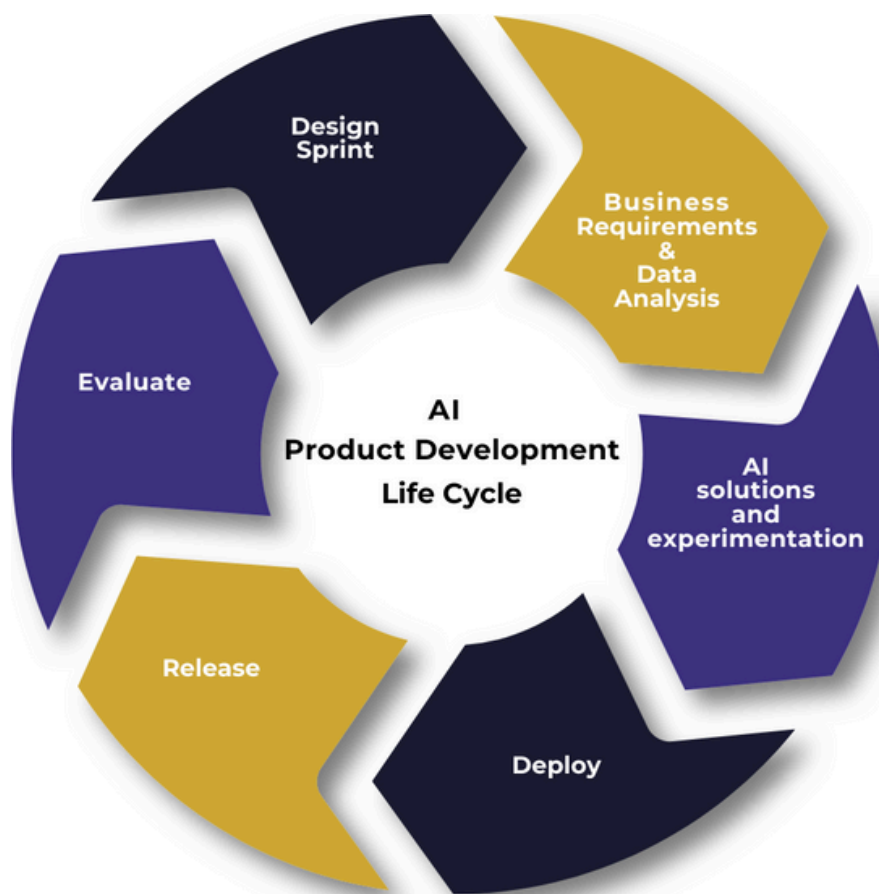 Design
Sprint
Business
Requirements
&
Data
Analysis
Evaluate
AI
Product Development
Life Cycle
AI
solutions
and
experimentation
Release
Deploy